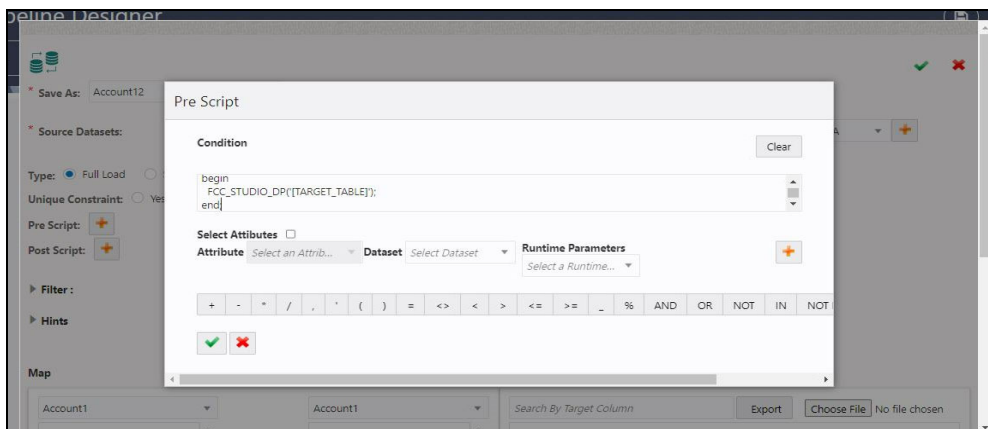 peline Designer
* Save As: Account12
Pre Script
* Source Datasets:
A
Condition
Clear
begin
FCC_STUDIO_DP('[TARGET_TABLE]');
end;
Type: Full Load
Unique Constraint: Yes
Pre Script:
Post Script:
Select Attibutes
Attribute Select an Attrib... Dataset Select Dataset Runtime Parameters
Select a Runtime...
Filter :
+ - * / , ' ( ) = <> < > <= >= _ % AND OR NOT IN NOT
Hints
Map
Account1 Account1 Search By Target Column Export Choose File No file chosen